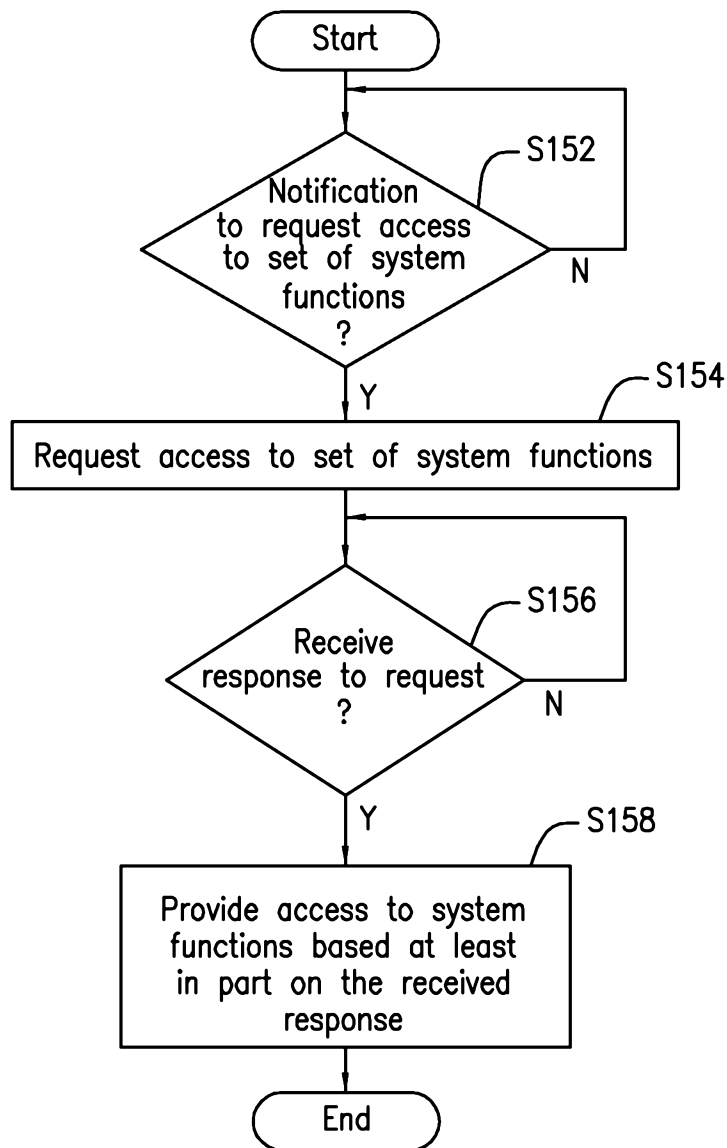 Start
S152
Notification
to request access
to set of system
functions
?
N
Y
S154
Request access to set of system functions
S156
Receive
response to request
?
N
Y
S158
Provide access to system
functions based at least
in part on the received
response
End